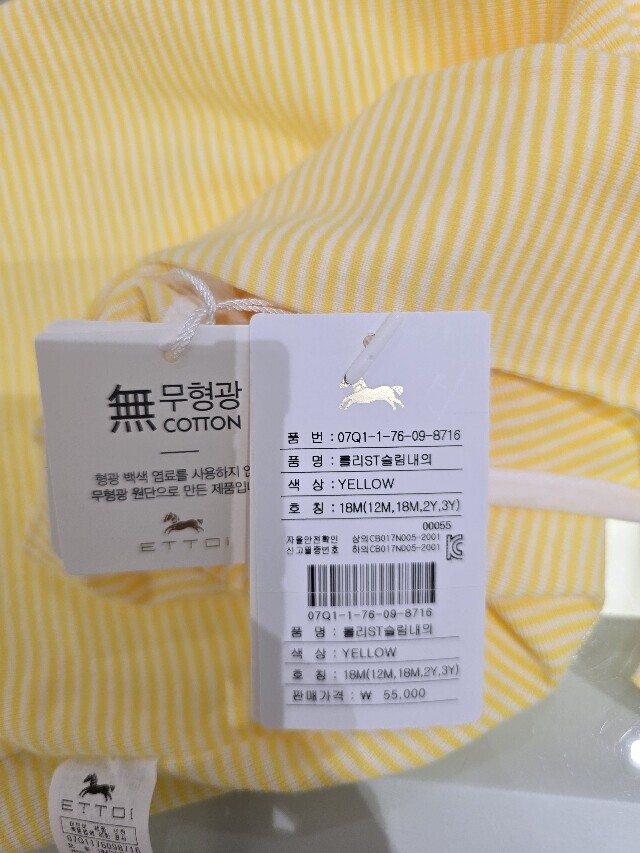 無 무형광
COTTON
형광 백색 염료를 사용하지 않
무형광 원단으로 만든 제품입니
ETTOI
품 번 : 07Q1-1-76-09-8716
품 명 : 롤리ST슬림내의
색 상 : YELLOW
호 칭 : 18M(12M,18M,2Y,3Y)
00055
자율안전확인 상의CB017N005-2001
신고필증번호 하의CB017N005-2001
07Q1-1-76-09-8716
품 명 : 롤리ST슬림내의
색 상 : YELLOW
호 칭 : 18M(12M,18M,2Y,3Y)
판매가격 : ₩ 55,000
ETTOI
07Q1176098716